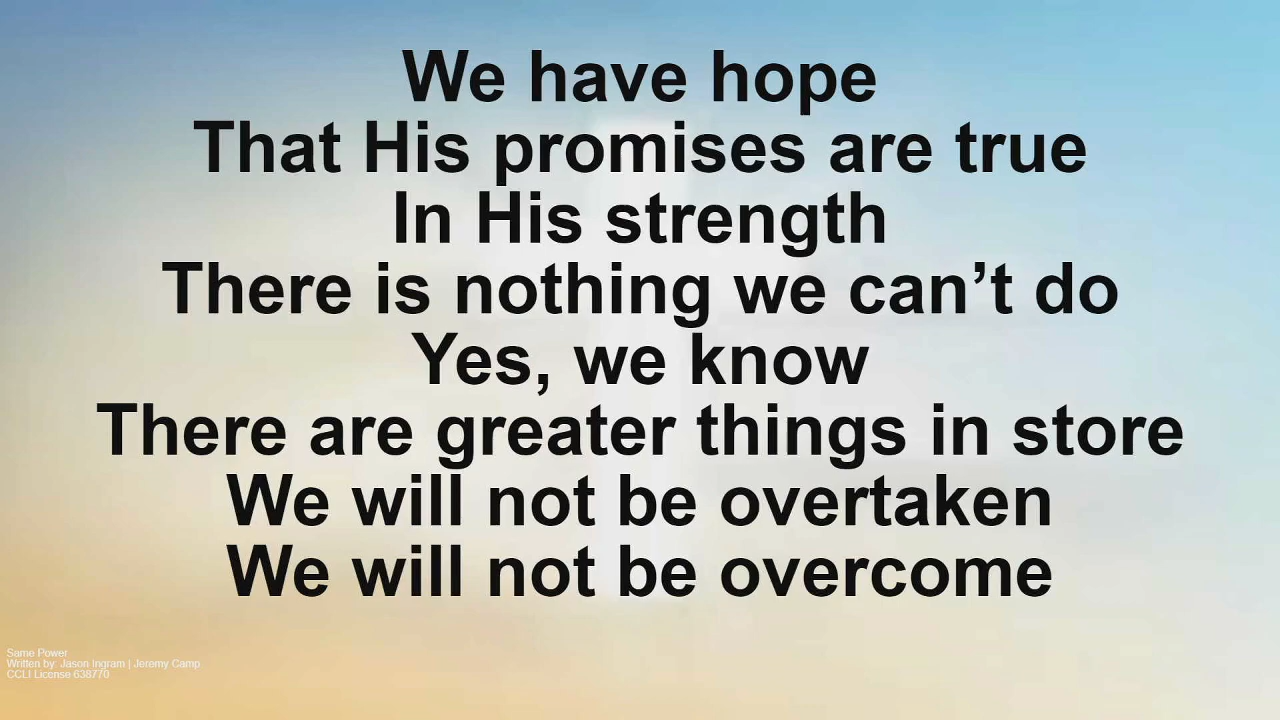 We have hope
That His promises are true
In His strength
There is nothing we can’t do
Yes, we know
There are greater things in store
We will not be overtaken
We will not be overcome
Same Power
Written by: Jason Ingram | Jeremy Camp
CCLI License 638770